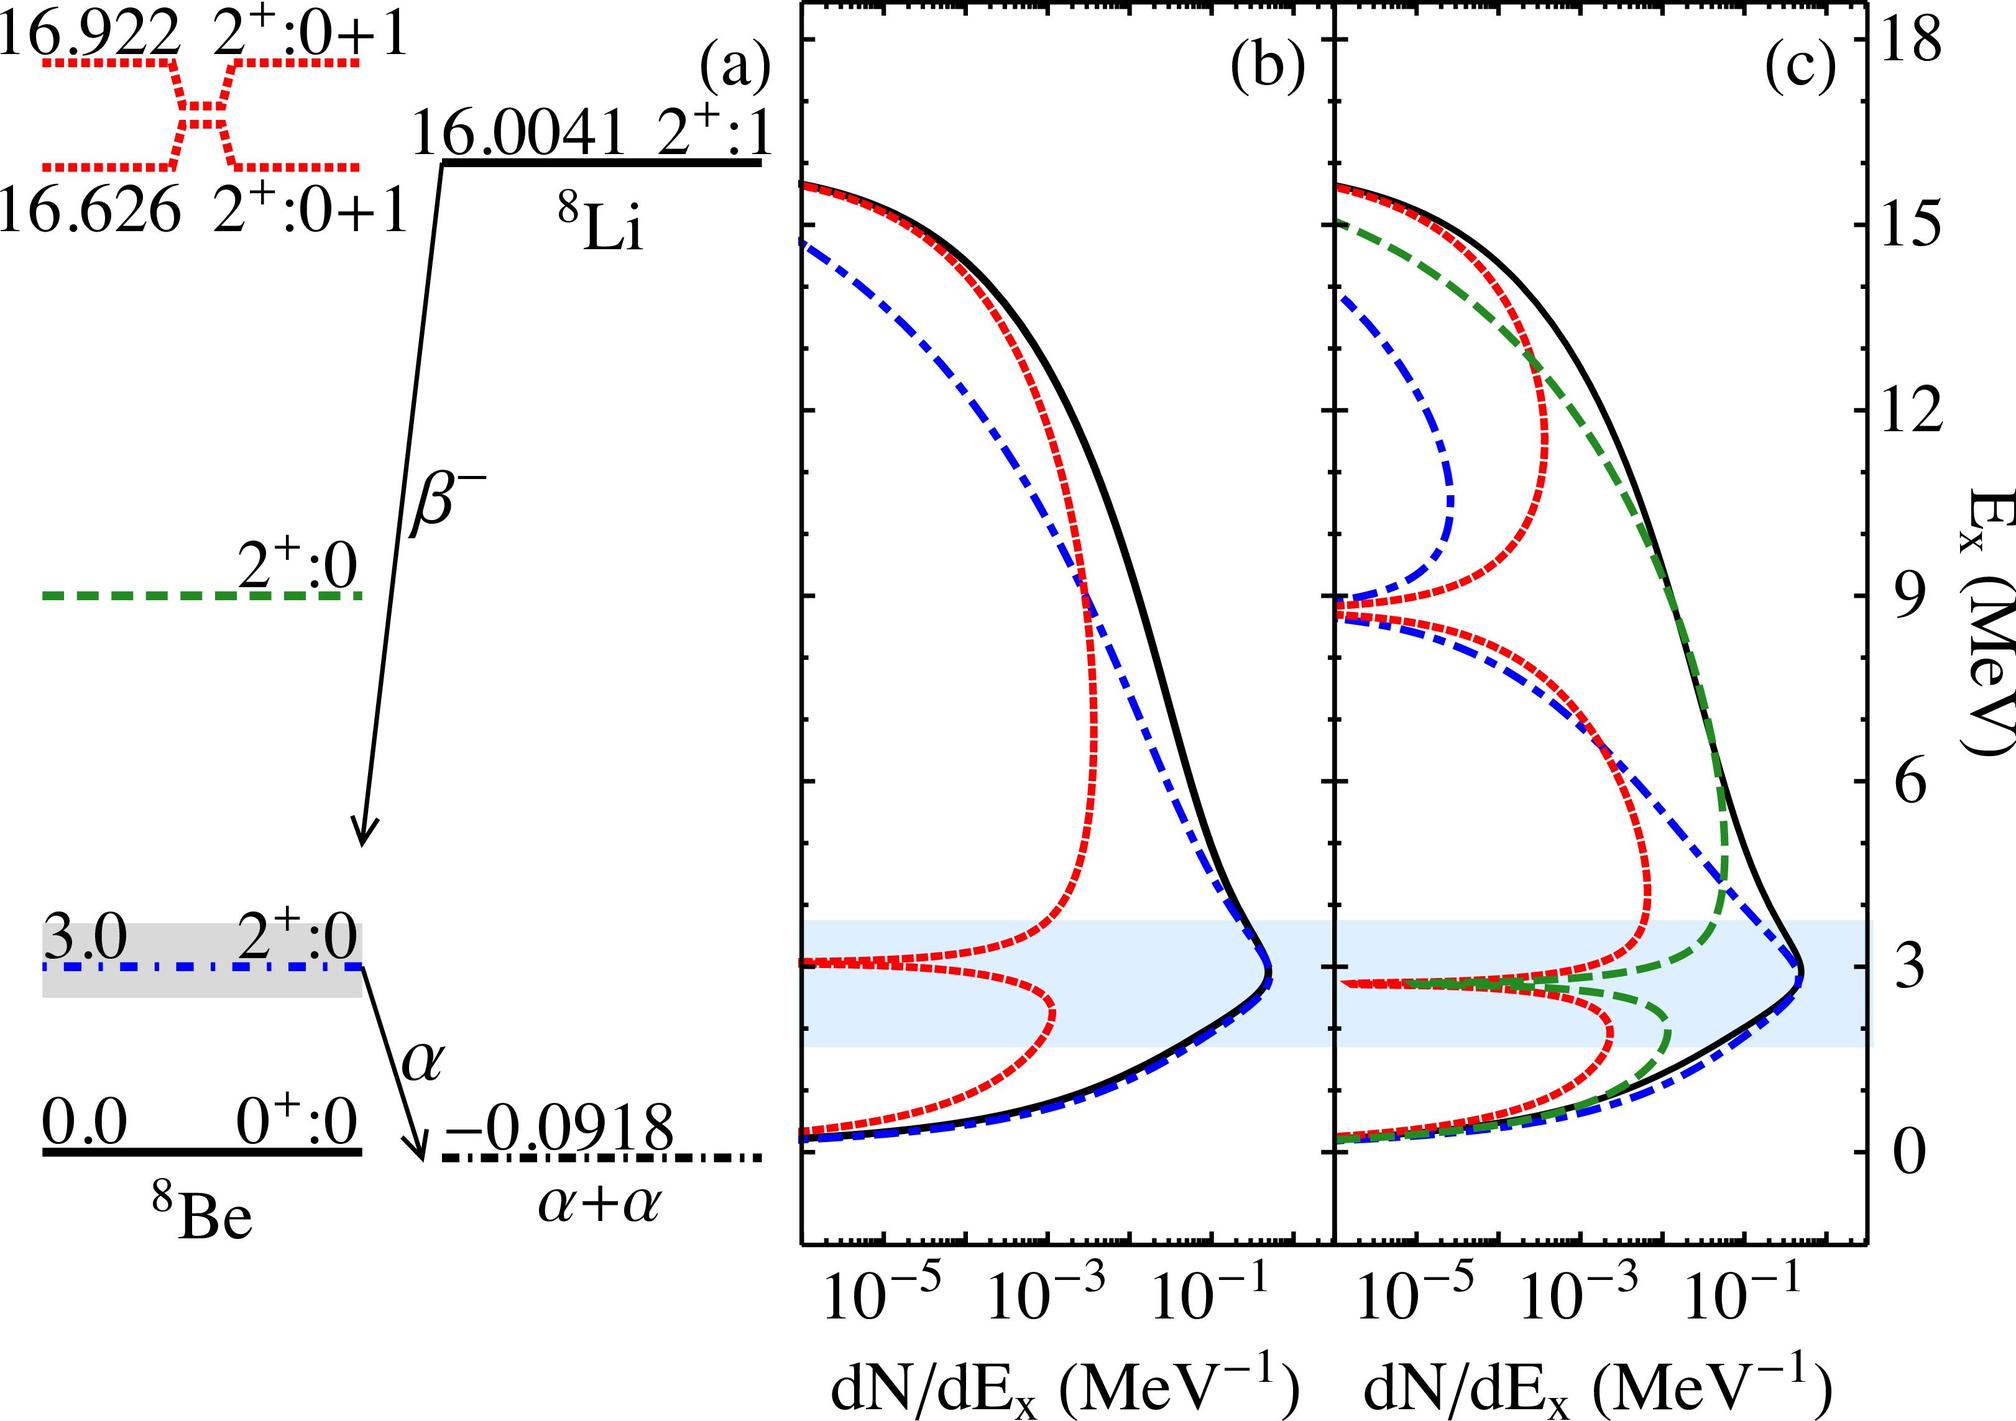 16.922 2⁺:0+1
(a)
16.0041 2⁺:1
16.626 2⁺:0+1
⁸Li
β⁻
2⁺:0
3.0 2⁺:0
α
0.0 0⁺:0
−0.0918
⁸Be
α+α
(b)
(c)
18
15
12
9
6
3
0
Eₓ (MeV)
10⁻⁵ 10⁻³ 10⁻¹
10⁻⁵ 10⁻³ 10⁻¹
dN/dEₓ (MeV⁻¹)
dN/dEₓ (MeV⁻¹)